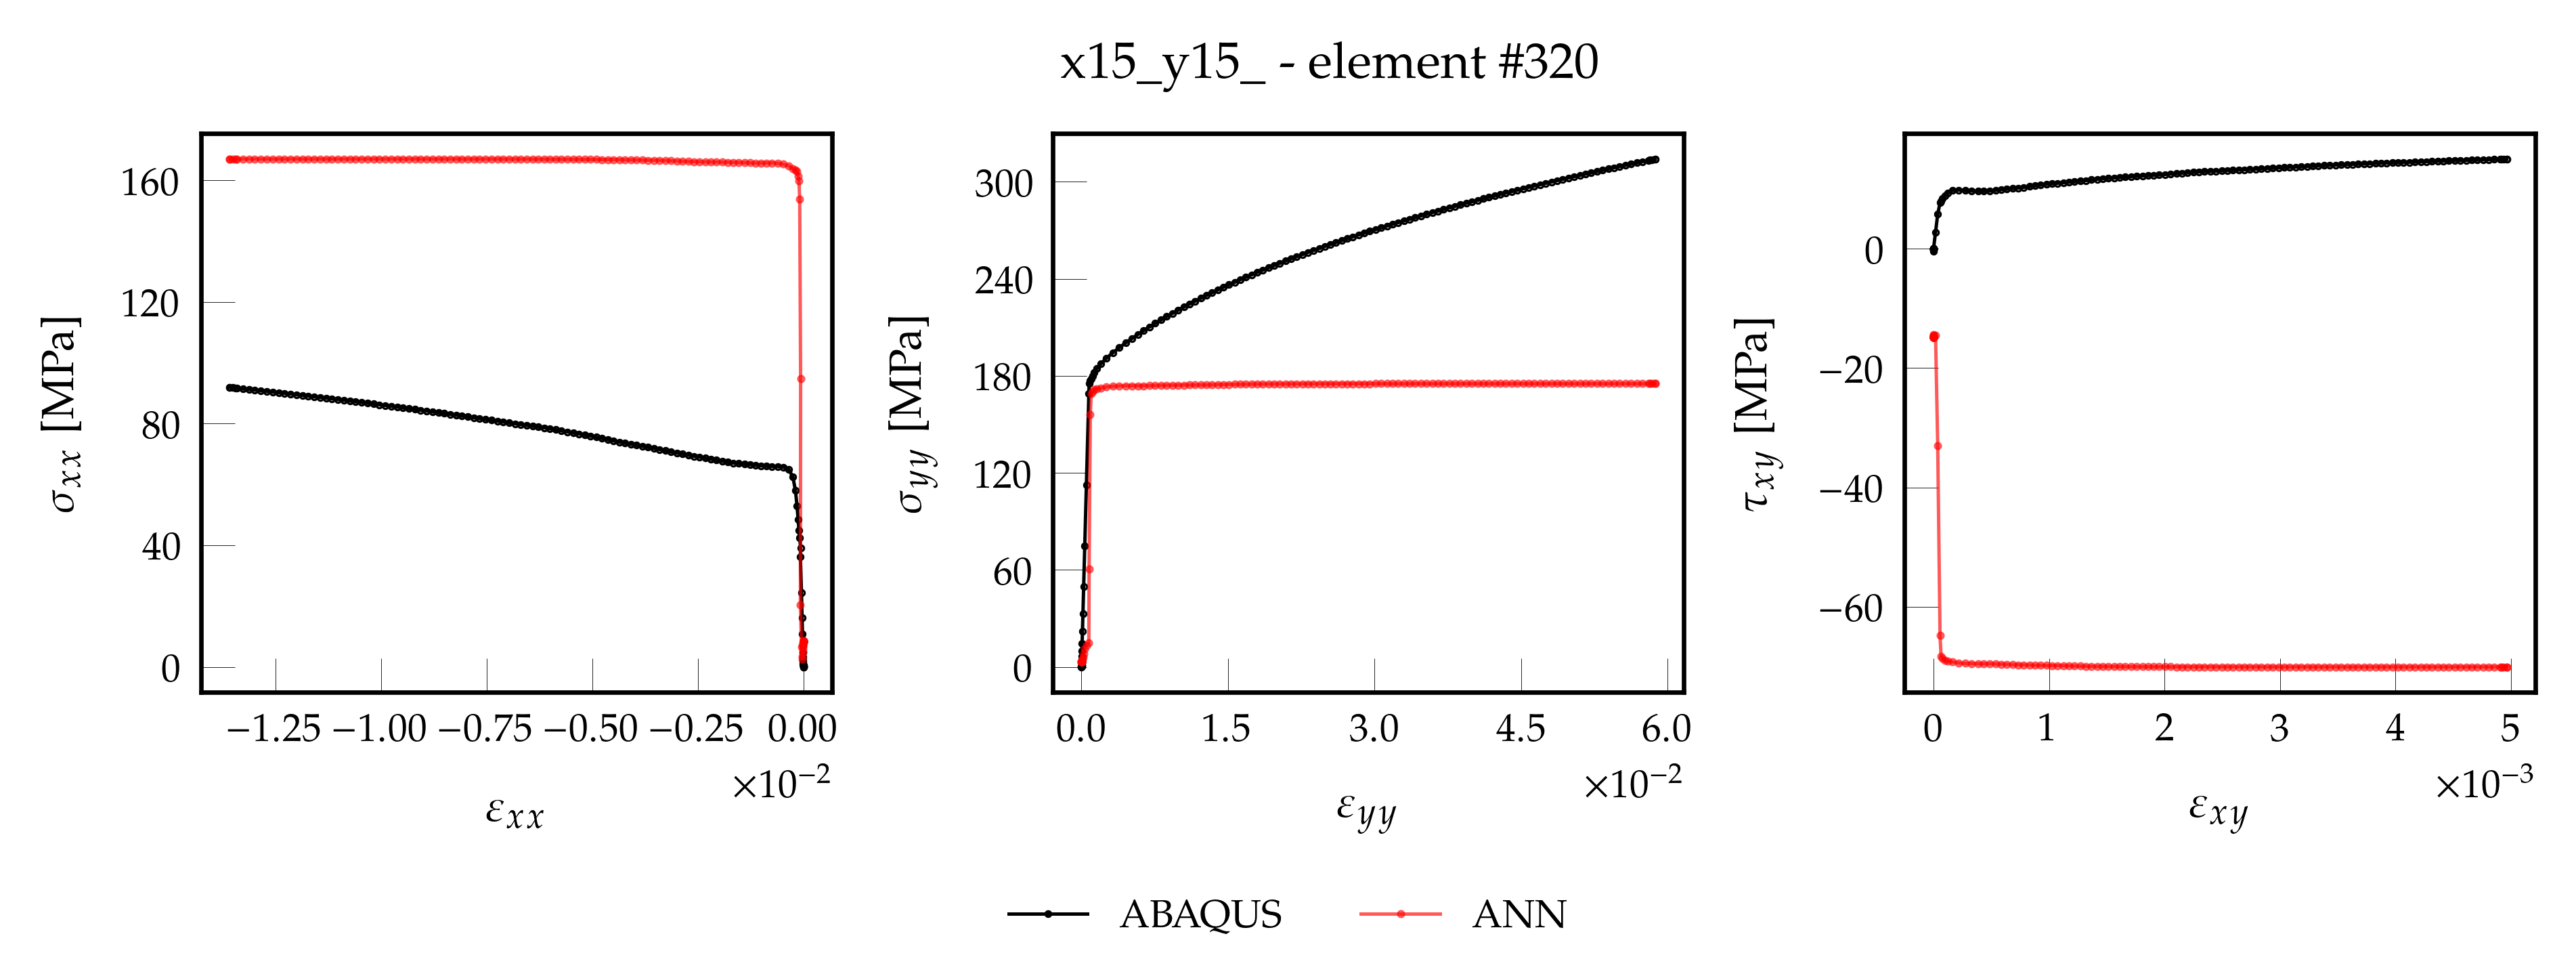 x15_y15_ - element #320
σxx [MPa]
160
120
80
40
0
−1.25 −1.00 −0.75 −0.50 −0.25 0.00
×10−2
εxx
σyy [MPa]
300
240
180
120
60
0
0.0 1.5 3.0 4.5 6.0
×10−2
εyy
τxy [MPa]
0
−20
−40
−60
0 1 2 3 4 5
×10−3
εxy
ABAQUS ANN